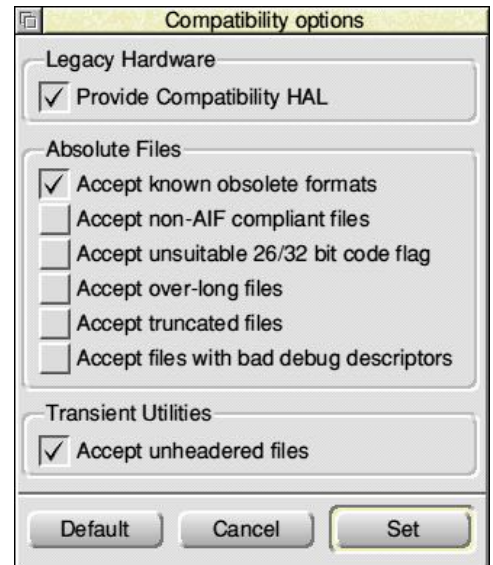 Compatibility options
Legacy Hardware
Provide Compatibility HAL
Absolute Files
Accept known obsolete formats
Accept non-AIF compliant files
Accept unsuitable 26/32 bit code flag
Accept over-long files
Accept truncated files
Accept files with bad debug descriptors
Transient Utilities
Accept unheadered files
Default Cancel Set